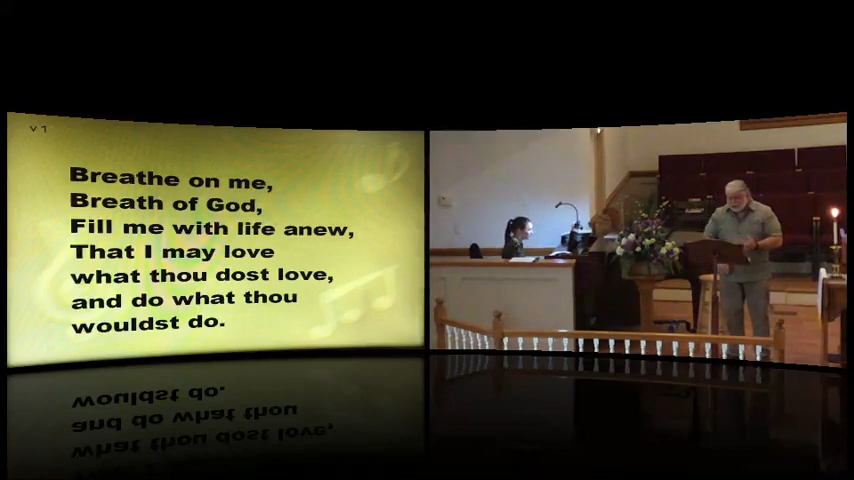 v 1
Breathe on me,
Breath of God,
Fill me with life anew,
That I may love
what thou dost love,
and do what thou
wouldst do.